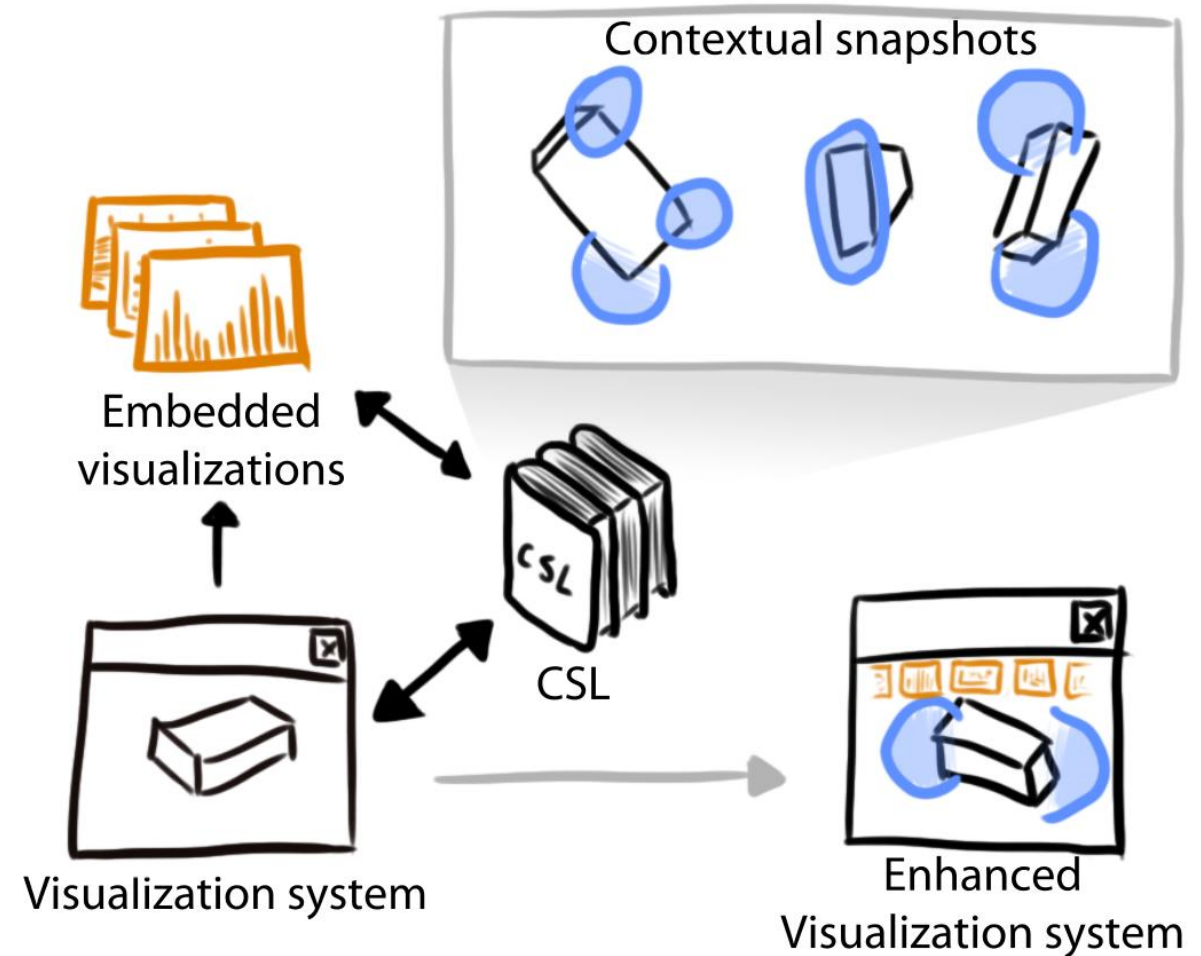 Contextual snapshots
Embedded
visualizations
CSL
CSL
Visualization system
Enhanced
Visualization system